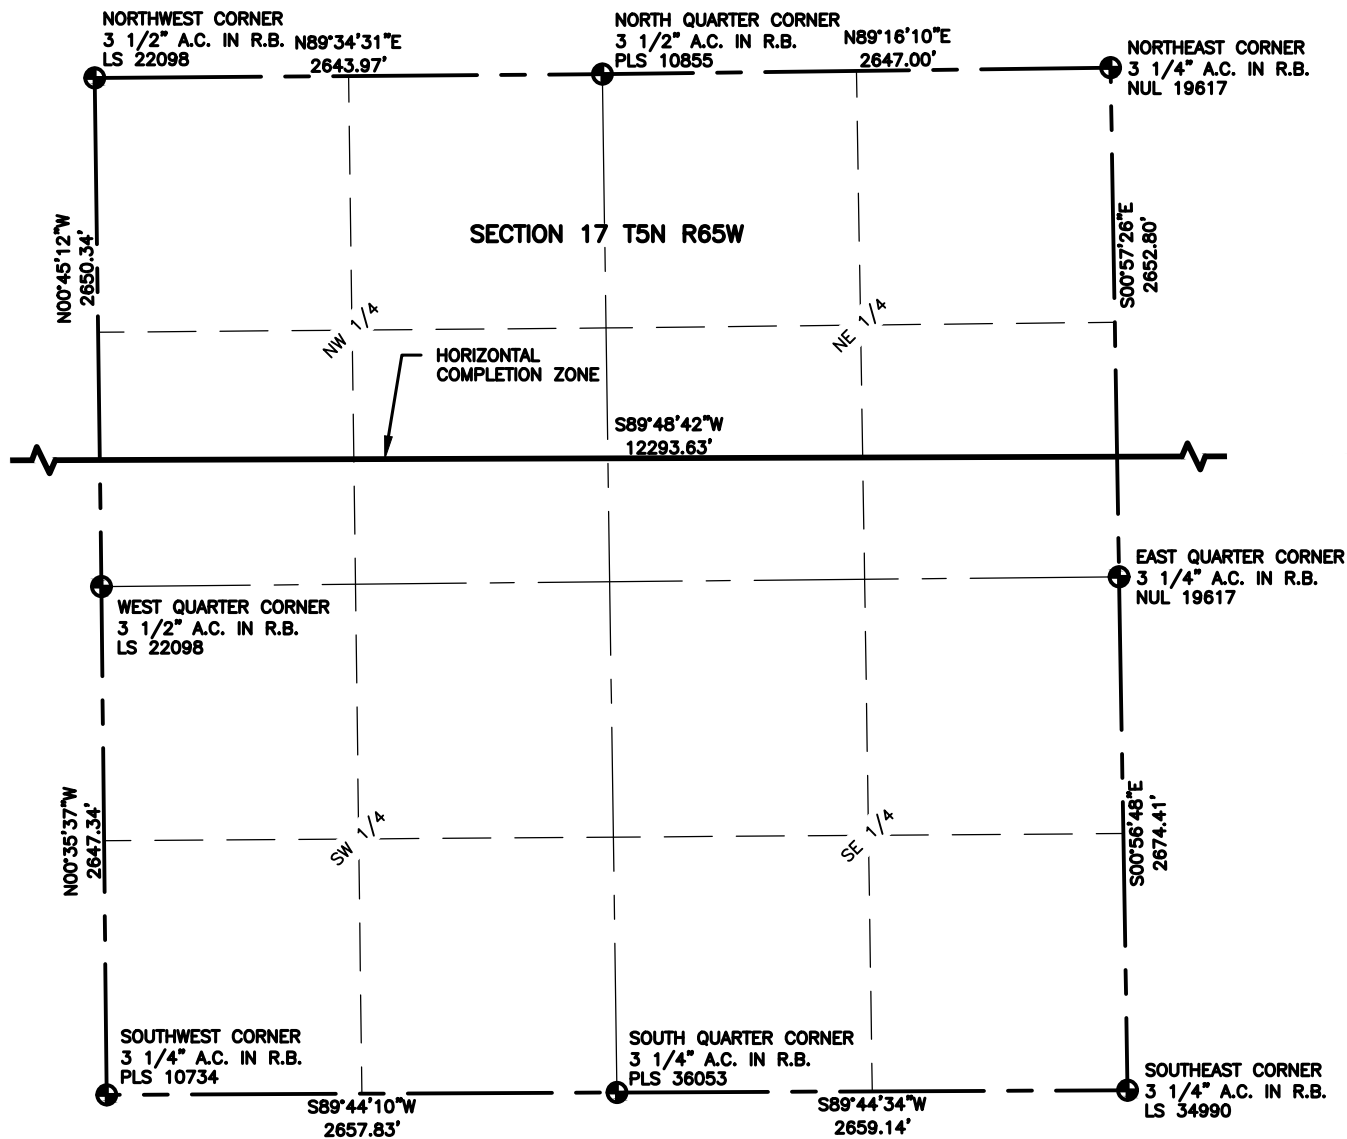 NORTHWEST CORNER
3 1/2" A.C. IN R.B.
LS 22098
N89°34'31"E
2643.97'
NORTH QUARTER CORNER
3 1/2" A.C. IN R.B.
PLS 10855
N89°16'10"E
2647.00'
NORTHEAST CORNER
3 1/4" A.C. IN R.B.
NUL 19617
N00°45'12"W
2650.34'
SECTION 17 T5N R65W
S00°57'26"E
2652.80'
NW 1/4
NE 1/4
HORIZONTAL
COMPLETION ZONE
S89°48'42"W
12293.63'
EAST QUARTER CORNER
3 1/4" A.C. IN R.B.
NUL 19617
WEST QUARTER CORNER
3 1/2" A.C. IN R.B.
LS 22098
N00°35'37"W
2647.34'
SW 1/4
SE 1/4
S00°56'48"E
2674.41'
SOUTHWEST CORNER
3 1/4" A.C. IN R.B.
PLS 10734
S89°44'10"W
2657.83'
SOUTH QUARTER CORNER
3 1/4" A.C. IN R.B.
PLS 36053
S89°44'34"W
2659.14'
SOUTHEAST CORNER
3 1/4" A.C. IN R.B.
LS 34990